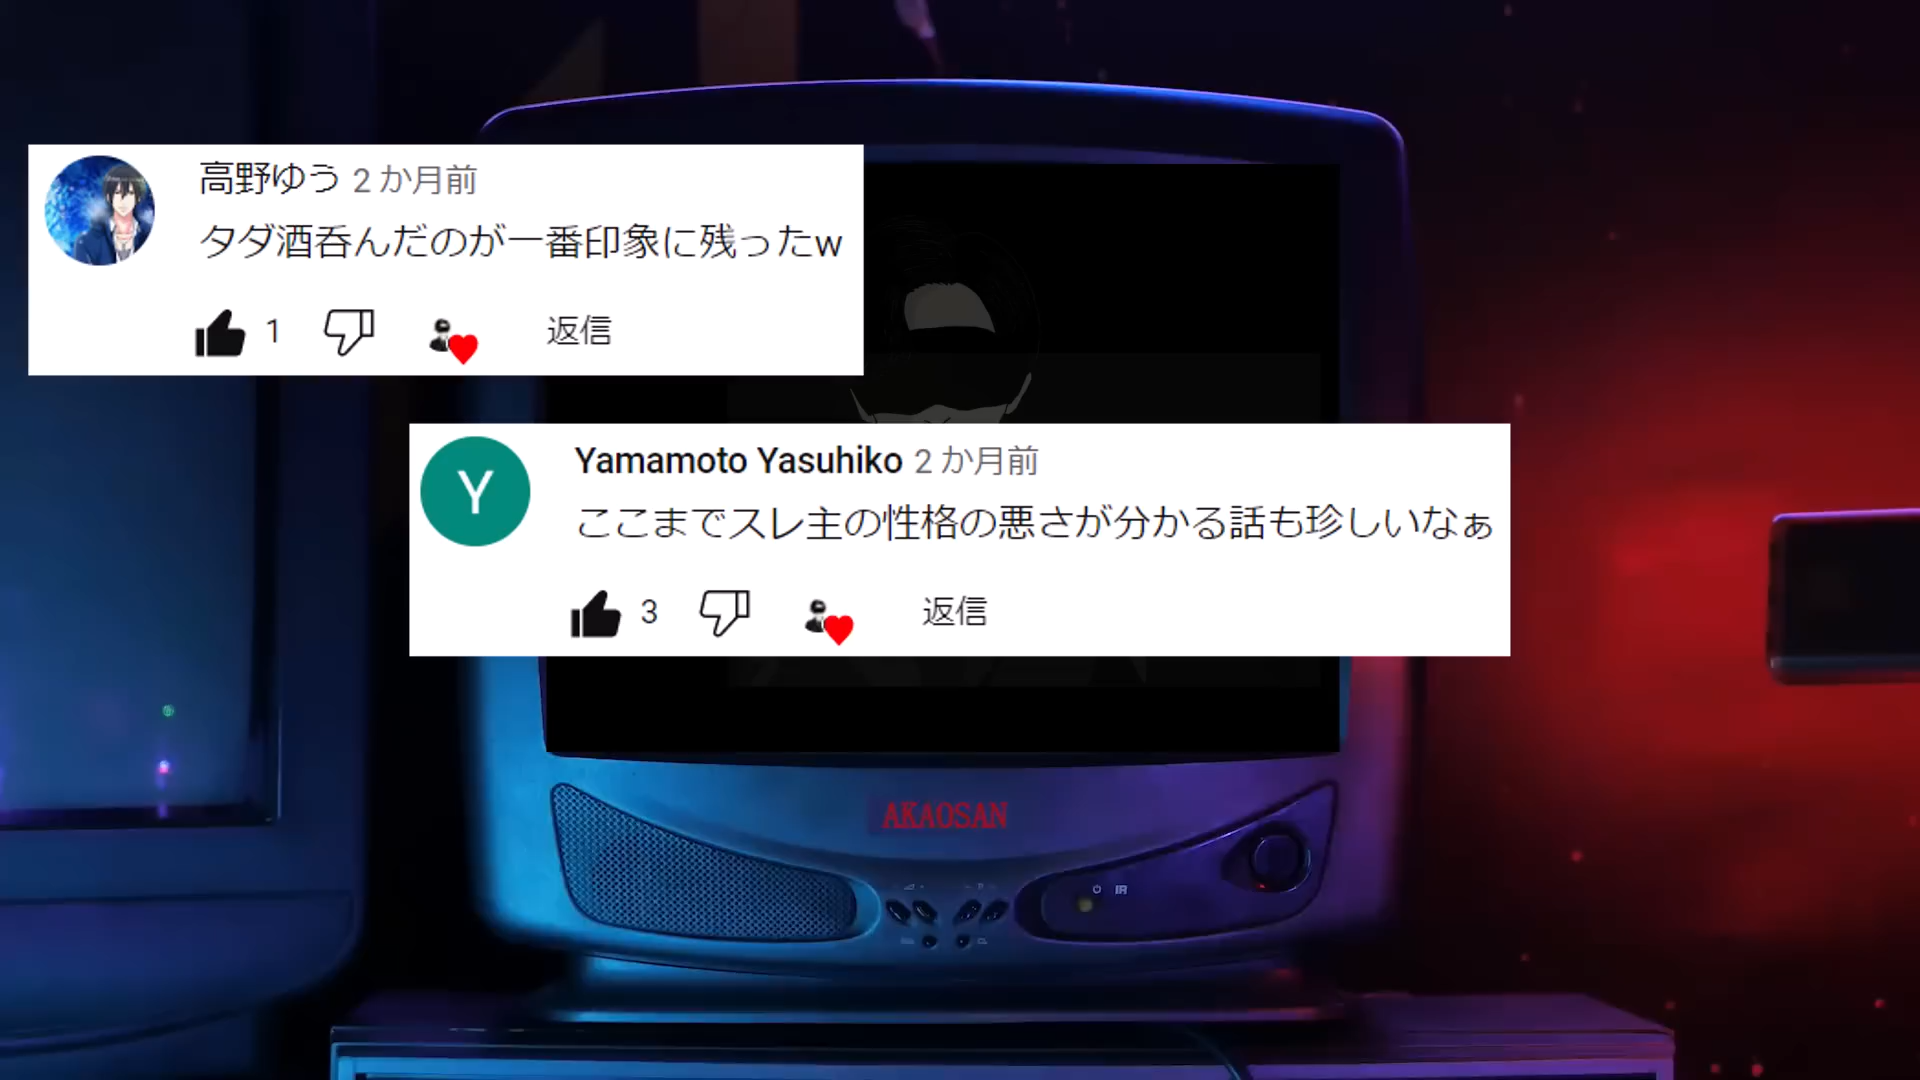 高野ゆう 2 か月前
タダ酒呑んだのが一番印象に残ったw
1 返信
Yamamoto Yasuhiko 2 か月前
Y
ここまでスレ主の性格の悪さが分かる話も珍しいなぁ
3 返信
AKAOSAN
IR